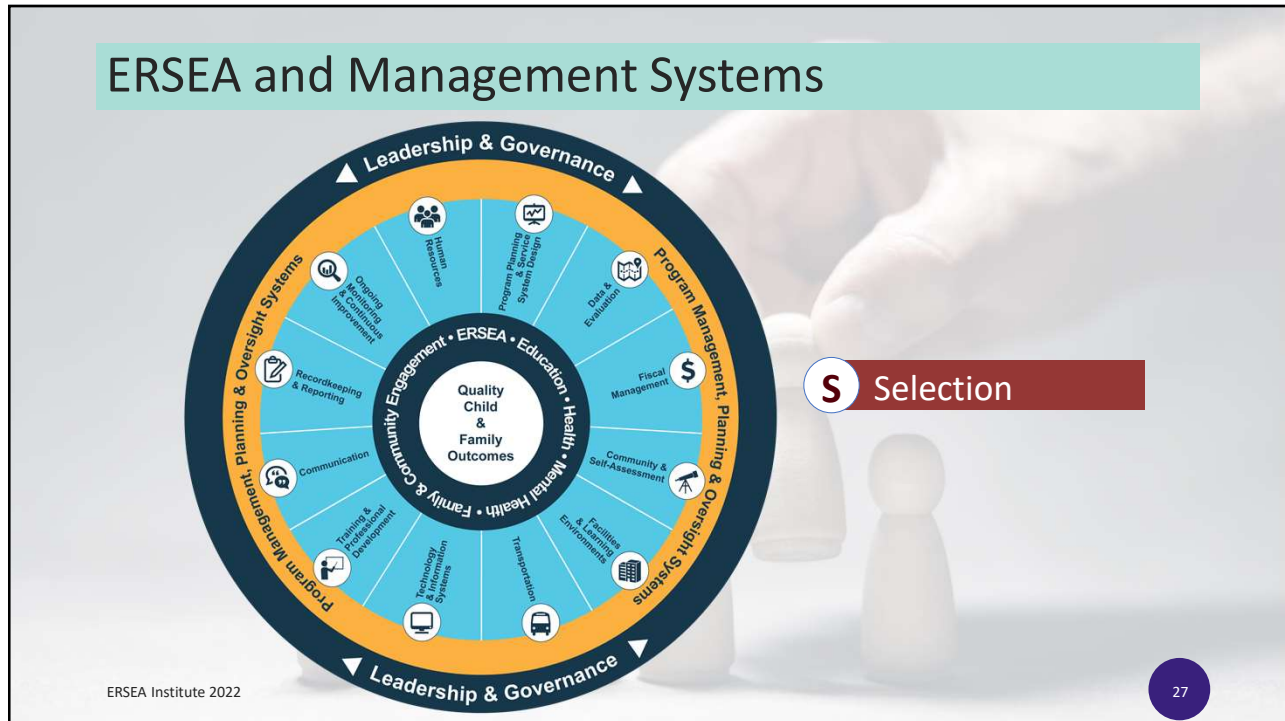 ERSEA and Management Systems
Leadership & Governance
Program Management, Planning & Oversight Systems
Program Management, Planning & Oversight Systems
Human
Resources
Program Planning
& Service
System Design
Data &
Evaluation
Fiscal
Management
$
Community &
Self-Assessment
Facilities
& Learning
Environments
Transportation
Technology
& Information
Systems
Training &
Professional
Development
Communication
Recordkeeping
& Reporting
Ongoing
Monitoring
& Continuous
Improvement
ERSEA • Education • Health • Mental Health • Family & Community Engagement •
Quality
Child
&
Family
Outcomes
Leadership & Governance
S Selection
ERSEA Institute 2022
27